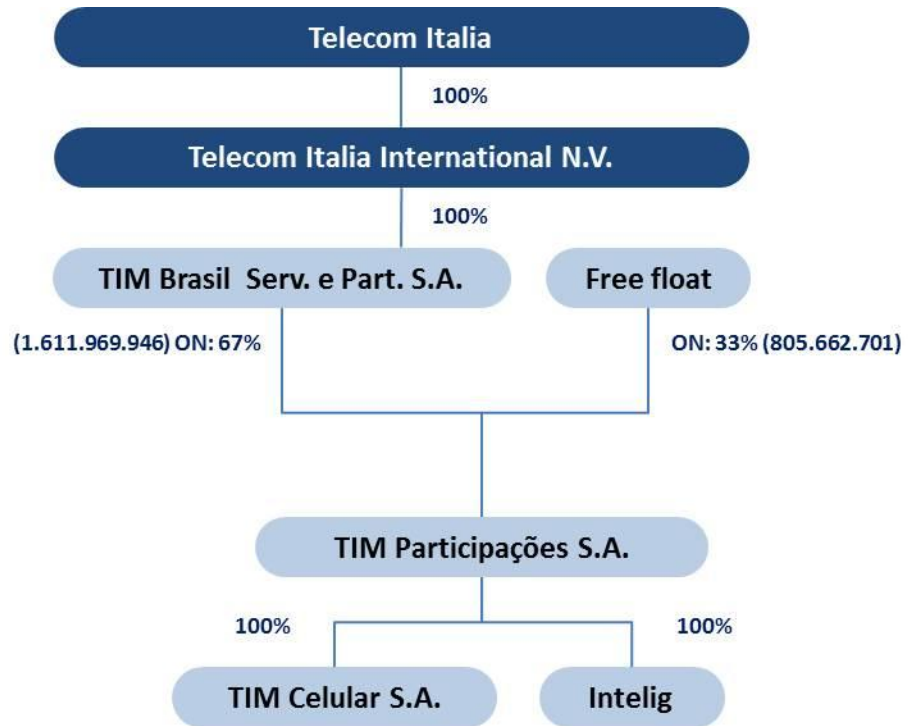 Telecom Italia
100%
Telecom Italia International N.V.
100%
TIM Brasil Serv. e Part. S.A.
Free float
(1.611.969.946) ON: 67%
ON: 33% (805.662.701)
TIM Participações S.A.
100%
100%
TIM Celular S.A.
Intelig